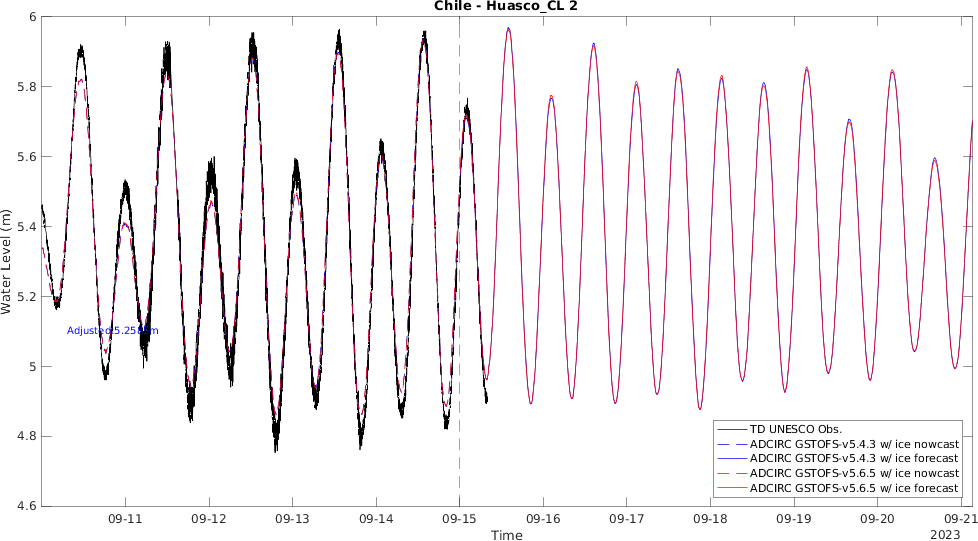 Chile - Huasco_CL 2
Water Level (m)
6
5.8
5.6
5.4
5.2
5
4.8
4.6
TD UNESCO Obs.
ADCIRC GSTOFS-v5.4.3 w/ ice nowcast
ADCIRC GSTOFS-v5.4.3 w/ ice forecast
ADCIRC GSTOFS-v5.6.5 w/ ice nowcast
ADCIRC GSTOFS-v5.6.5 w/ ice forecast
09-11 09-12 09-13 09-14 09-15 09-16 09-17 09-18 09-19 09-20 09-21
Time
2023